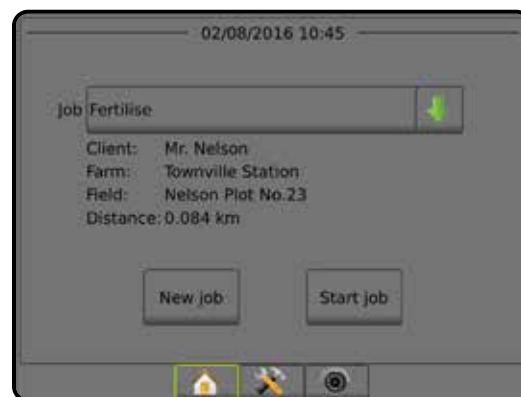 02/08/2016 10:45
Job Fertilise
Client: Mr. Nelson
Farm: Townville Station
Field: Nelson Plot No.23
Distance: 0.084 km
New job Start job